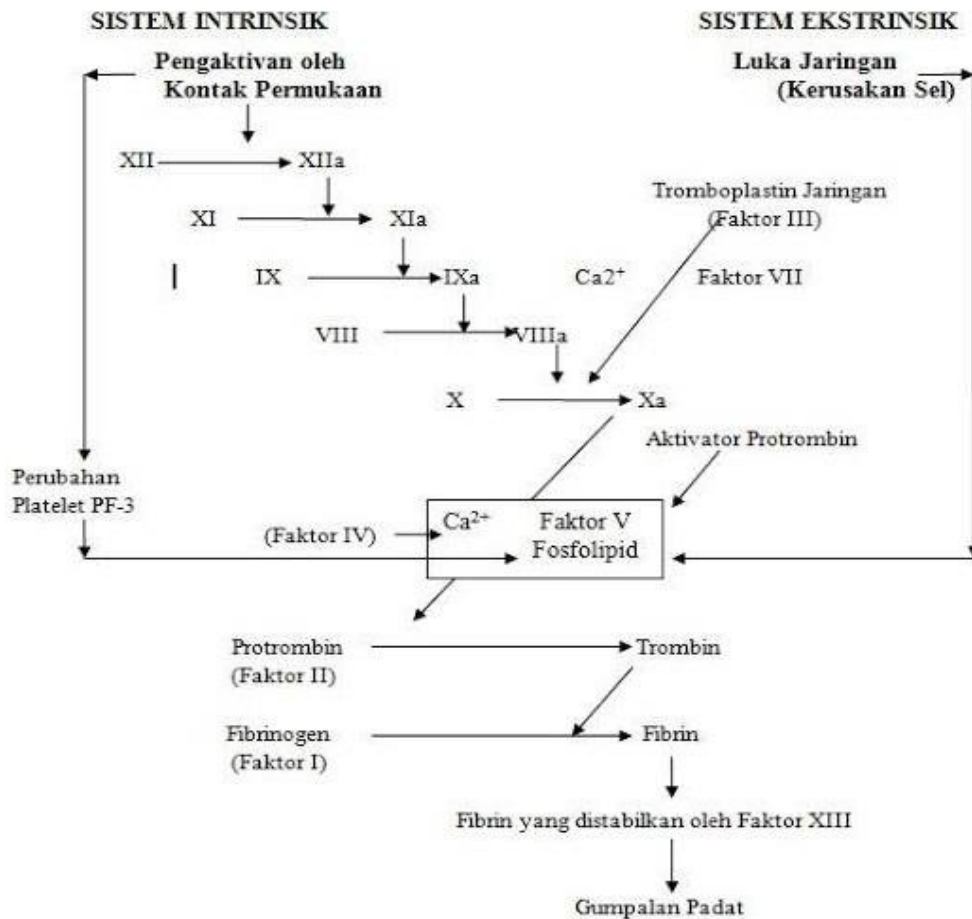 SISTEM INTRINSIK
SISTEM EKSTRINSIK
Pengaktivan oleh
Kontak Permukaan
Luka Jaringan
(Kerusakan Sel)
XII
XIIa
Tromboplastin Jaringan
(Faktor III)
XI
XIa
IX
IXa
Ca2+
Faktor VII
VIII
VIIIa
X
Xa
Aktivator Protrombin
Perubahan
Platelet PF-3
(Faktor IV)
Ca2+
Faktor V
Fosfolipid
Protrombin
(Faktor II)
Trombin
Fibrinogen
(Faktor I)
Fibrin
Fibrin yang distabilkan oleh Faktor XIII
Gumpalan Padat